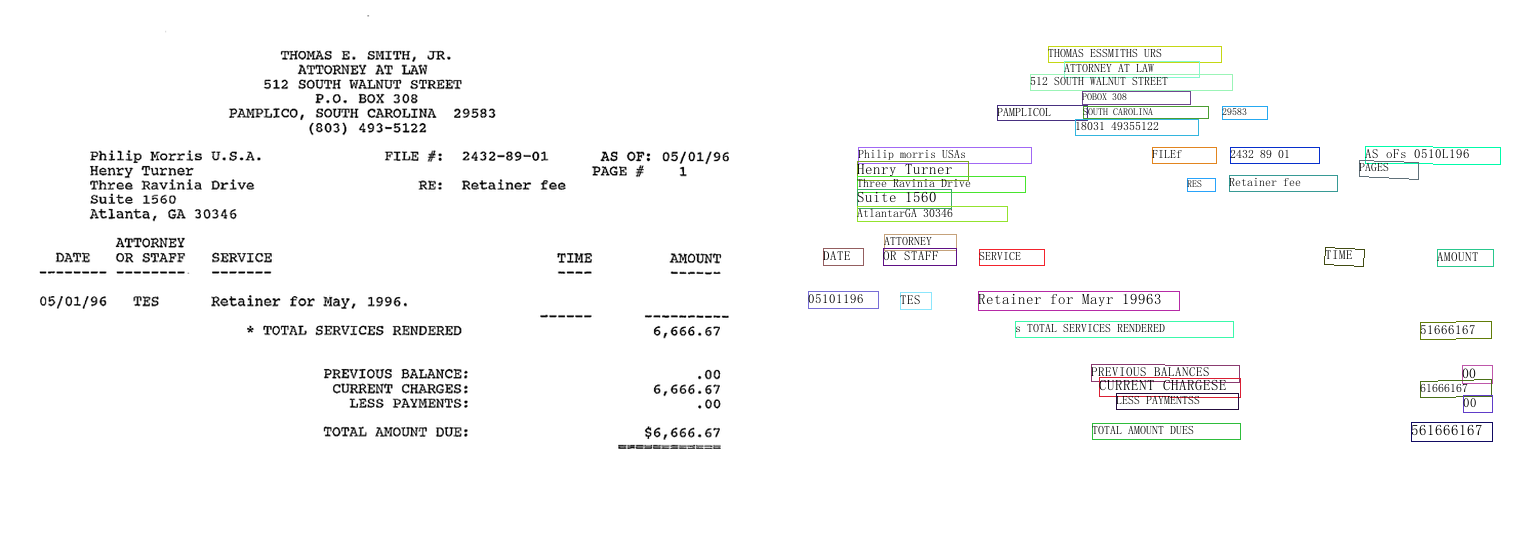 THOMAS E. SMITH, JR.
ATTORNEY AT LAW
512 SOUTH WALNUT STREET
P.O. BOX 308
PAMPLICO, SOUTH CAROLINA 29583
(803) 493-5122
Philip Morris U.S.A. FILE #: 2432-89-01 AS OF: 05/01/96
Henry Turner PAGE # 1
Three Ravinia Drive RE: Retainer fee
Suite 1560
Atlanta, GA 30346
ATTORNEY
DATE OR STAFF SERVICE TIME AMOUNT
-------- -------- ------- ---- ------
05/01/96 TES Retainer for May, 1996.
------ ----------
* TOTAL SERVICES RENDERED 6,666.67
PREVIOUS BALANCE: .00
CURRENT CHARGES: 6,666.67
LESS PAYMENTS: .00
TOTAL AMOUNT DUE: $6,666.67
===========
THOMAS ESSMITHS URS
ATTORNEY AT LAW
512 SOUTH WALNUT STREET
POBOX 308
PAMPLICOL SOUTH CAROLINA 29583
18031 49355122
Philip morris USAs FILEf 2432 89 01 AS oFs 0510L196
Henry Turner PAGES
Three Ravinia Drive RES Retainer fee
Suite 1560
AtlantarGA 30346
ATTORNEY
DATE OR STAFF SERVICE TIME AMOUNT
05101196 TES Retainer for Mayr 19963
s TOTAL SERVICES RENDERED 51666167
PREVIOUS BALANCES 00
CURRENT CHARGESE 61666167
LESS PAYMENTSS 00
TOTAL AMOUNT DUES 561666167